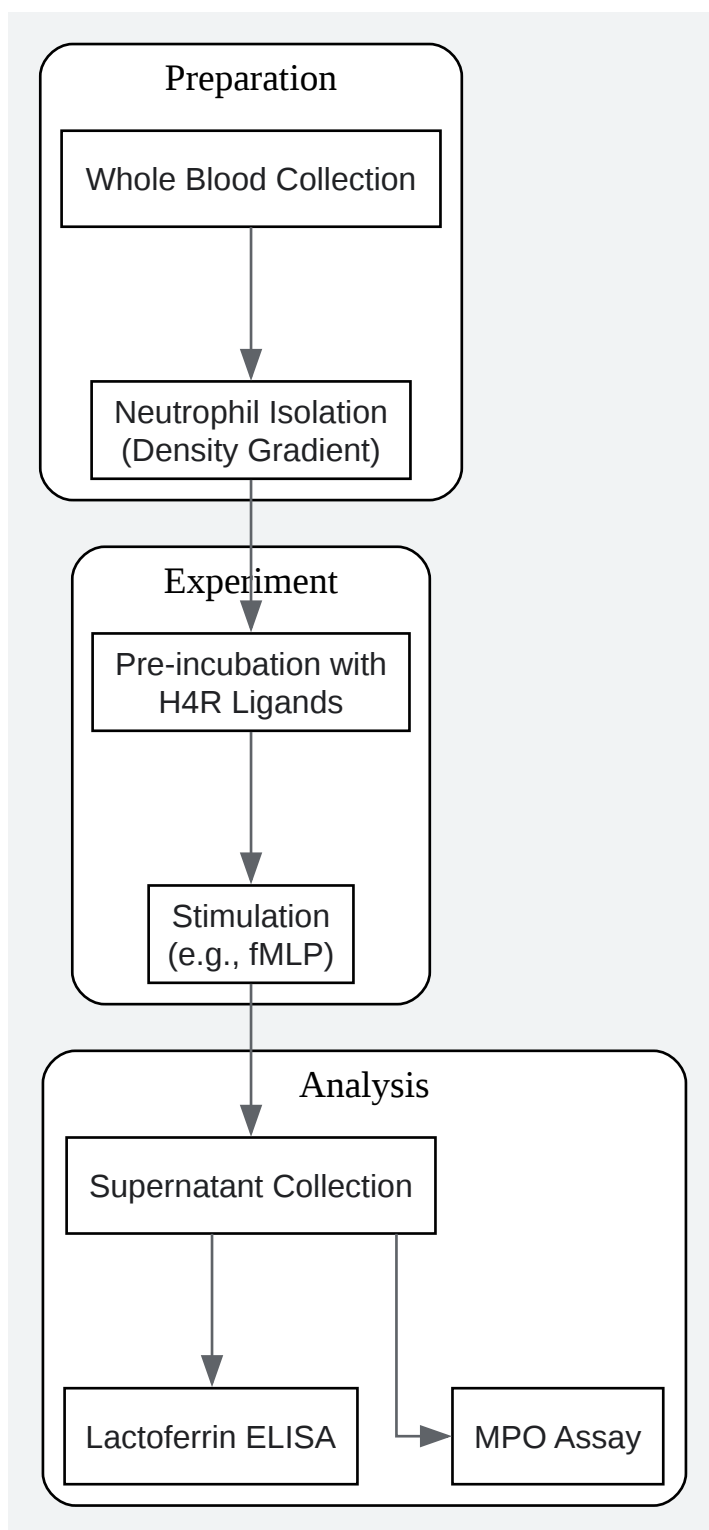 Preparation
Whole Blood Collection
Neutrophil Isolation
(Density Gradient)
Experiment
Pre-incubation with
H4R Ligands
Stimulation
(e.g., fMLP)
Analysis
Supernatant Collection
Lactoferrin ELISA
MPO Assay